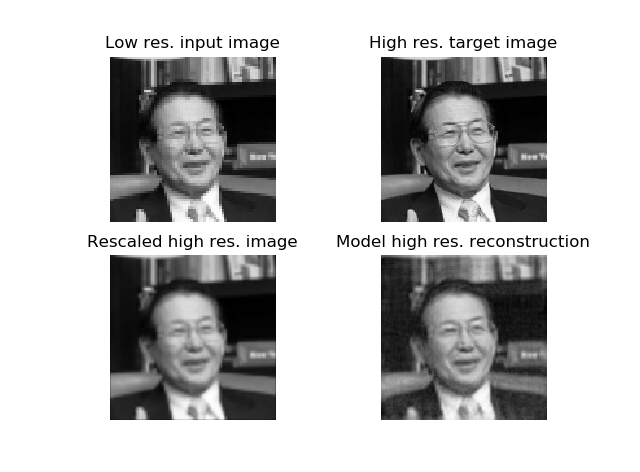 Low res. input image
High res. target image
Rescaled high res. image
Model high res. reconstruction